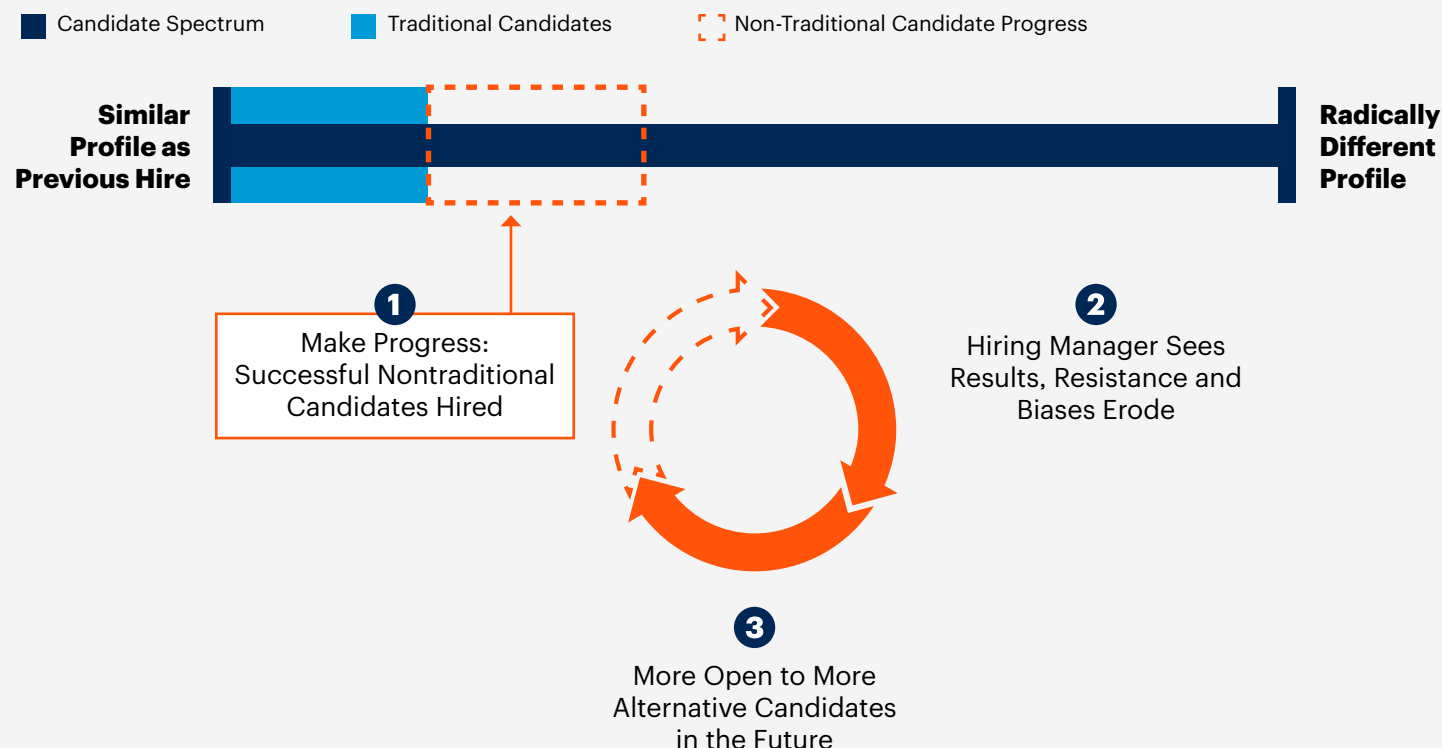 Candidate Spectrum
Traditional Candidates
Non-Traditional Candidate Progress
Similar
Profile as
Previous Hire
Radically
Different
Profile
1
Make Progress:
Successful Nontraditional
Candidates Hired
2
Hiring Manager Sees
Results, Resistance and
Biases Erode
3
More Open to More
Alternative Candidates
in the Future